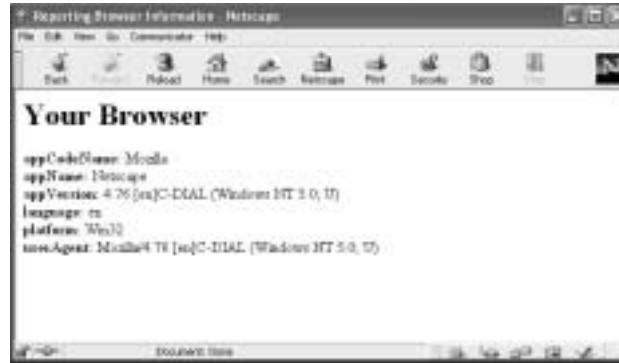 Reporting Browser Information - Netscape
File Edit View Go Communicator Help
Back Forward Reload Home Search Netscape Print Security Shop Stop
Your Browser
appCodeName: Mozilla
appName: Netscape
appVersion: 4.76 [en]C-DIAL (Windows NT 5.0; U)
language: en
platform: Win32
userAgent: Mozilla/4.76 [en]C-DIAL (Windows NT 5.0; U)
Document: Done